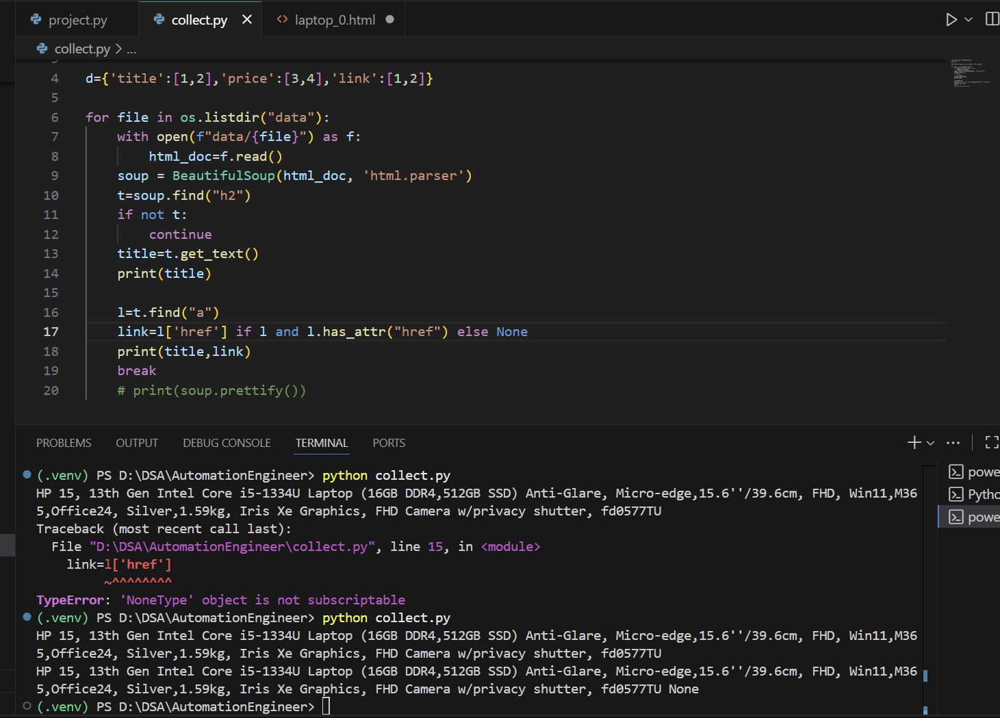 project.py
collect.py
laptop_0.html
collect.py > ...
4 d={'title':[1,2],'price':[3,4],'link':[1,2]}
5
6 for file in os.listdir("data"):
7 with open(f"data/{file}") as f:
8 html_doc=f.read()
9 soup = BeautifulSoup(html_doc, 'html.parser')
10 t=soup.find("h2")
11 if not t:
12 continue
13 title=t.get_text()
14 print(title)
15
16 l=t.find("a")
17 link=l['href'] if l and l.has_attr("href") else None
18 print(title,link)
19 break
20 # print(soup.prettify())
PROBLEMS OUTPUT DEBUG CONSOLE TERMINAL PORTS
(.venv) PS D:\DSA\AutomationEngineer> python collect.py
HP 15, 13th Gen Intel Core i5-1334U Laptop (16GB DDR4,512GB SSD) Anti-Glare, Micro-edge,15.6''/39.6cm, FHD, Win11,M36
5,Office24, Silver,1.59kg, Iris Xe Graphics, FHD Camera w/privacy shutter, fd0577TU
Traceback (most recent call last):
File "D:\DSA\AutomationEngineer\collect.py", line 15, in <module>
link=l['href']
~^^^^^^^^
TypeError: 'NoneType' object is not subscriptable
(.venv) PS D:\DSA\AutomationEngineer> python collect.py
HP 15, 13th Gen Intel Core i5-1334U Laptop (16GB DDR4,512GB SSD) Anti-Glare, Micro-edge,15.6''/39.6cm, FHD, Win11,M36
5,Office24, Silver,1.59kg, Iris Xe Graphics, FHD Camera w/privacy shutter, fd0577TU
HP 15, 13th Gen Intel Core i5-1334U Laptop (16GB DDR4,512GB SSD) Anti-Glare, Micro-edge,15.6''/39.6cm, FHD, Win11,M36
5,Office24, Silver,1.59kg, Iris Xe Graphics, FHD Camera w/privacy shutter, fd0577TU None
(.venv) PS D:\DSA\AutomationEngineer>
powe
Pytho
powe